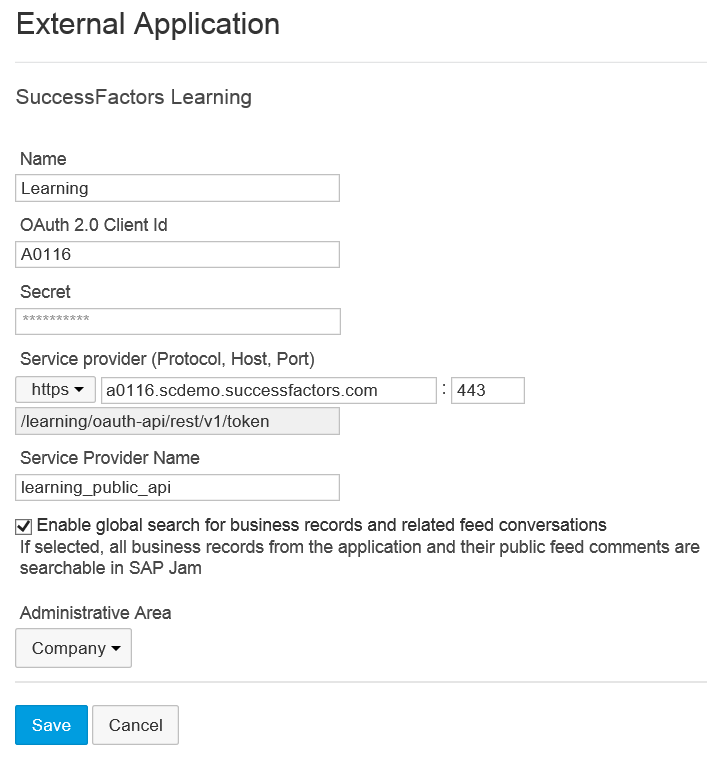 External Application
SuccessFactors Learning
Name
Learning
OAuth 2.0 Client Id
A0116
Secret
**********
Service provider (Protocol, Host, Port)
https a0116.scdemo.successfactors.com : 443
/learning/oauth-api/rest/v1/token
Service Provider Name
learning_public_api
Enable global search for business records and related feed conversations
If selected, all business records from the application and their public feed comments are
searchable in SAP Jam
Administrative Area
Company
Save Cancel